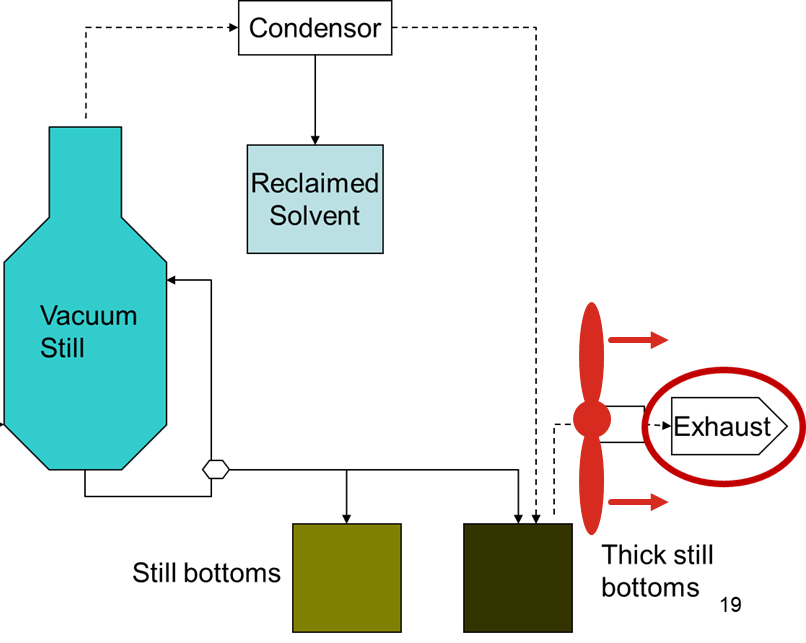 Condensor
Reclaimed
Solvent
Vacuum
Still
Exhaust
Still bottoms
Thick still
bottoms
19